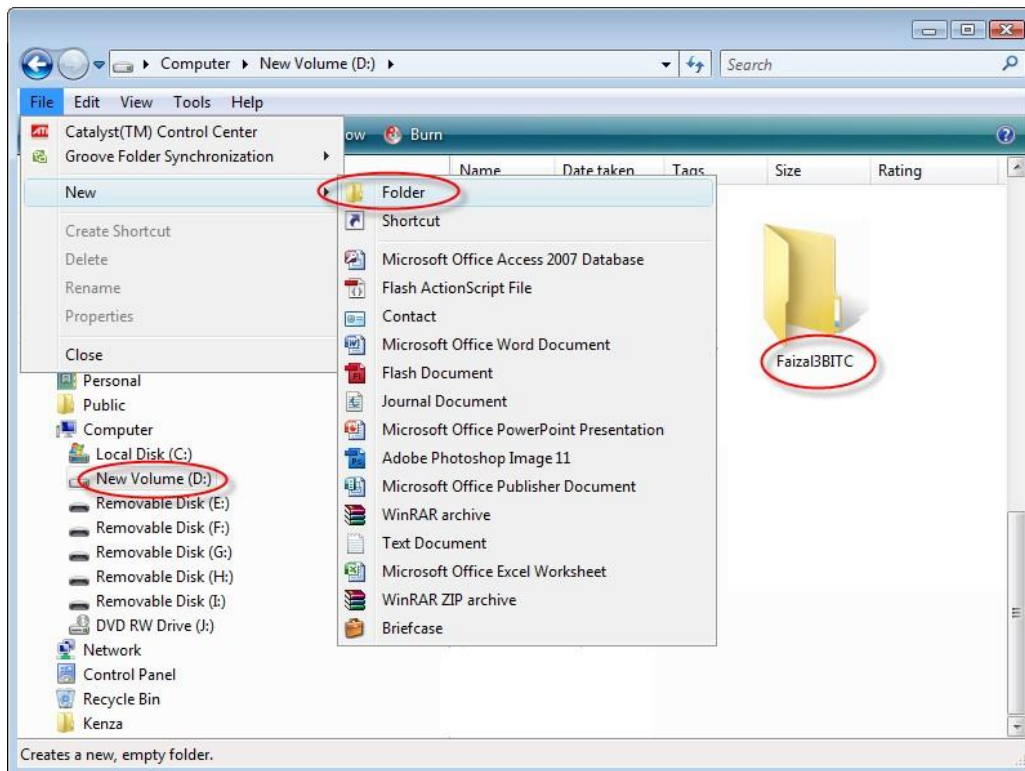 Computer New Volume (D:)
Search
File Edit View Tools Help
Catalyst(TM) Control Center
Groove Folder Synchronization
New
Create Shortcut
Delete
Rename
Properties
Close
ow Burn
Name Date taken Tags Size Rating
Folder
Shortcut
Microsoft Office Access 2007 Database
Flash ActionScript File
Contact
Microsoft Office Word Document
Flash Document
Journal Document
Microsoft Office PowerPoint Presentation
Adobe Photoshop Image 11
Microsoft Office Publisher Document
WinRAR archive
Text Document
Microsoft Office Excel Worksheet
WinRAR ZIP archive
Briefcase
Faizal3BITC
Personal
Public
Computer
Local Disk (C:)
New Volume (D:)
Removable Disk (E:)
Removable Disk (F:)
Removable Disk (G:)
Removable Disk (H:)
Removable Disk (I:)
DVD RW Drive (J:)
Network
Control Panel
Recycle Bin
Kenza
Creates a new, empty folder.